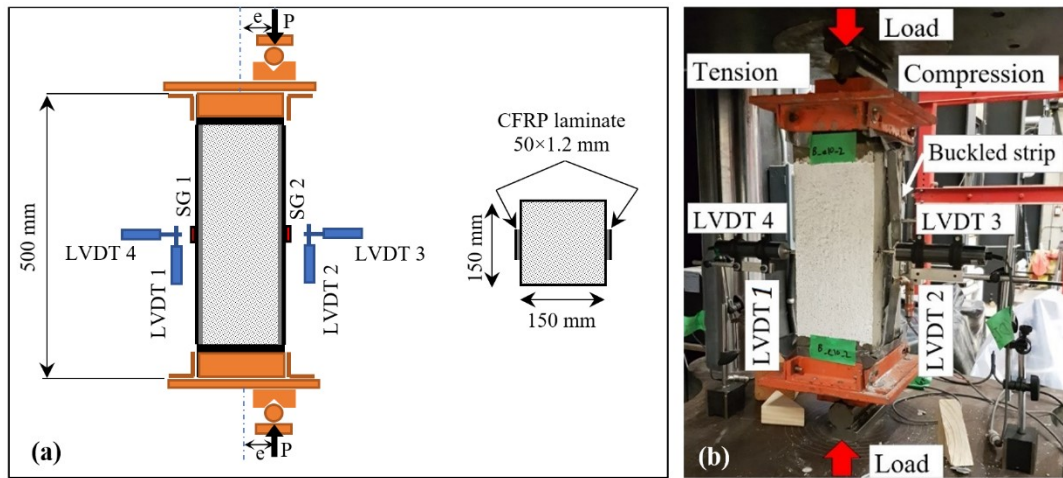 e
P
500 mm
SG 1
SG 2
LVDT 4
LVDT 3
LVDT 1
LVDT 2
e
P
(a)
CFRP laminate
50×1.2 mm
150 mm
150 mm
Load
Tension
Compression
Buckled strip
LVDT 4
LVDT 3
LVDT 1
LVDT 2
Load
(b)